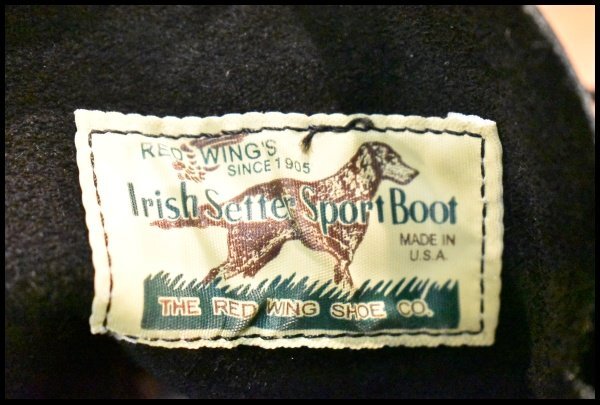 RED WING'S
SINCE 1905
Irish Setter Sport Boot
MADE IN
U.S.A.
THE RED WING SHOE CO.